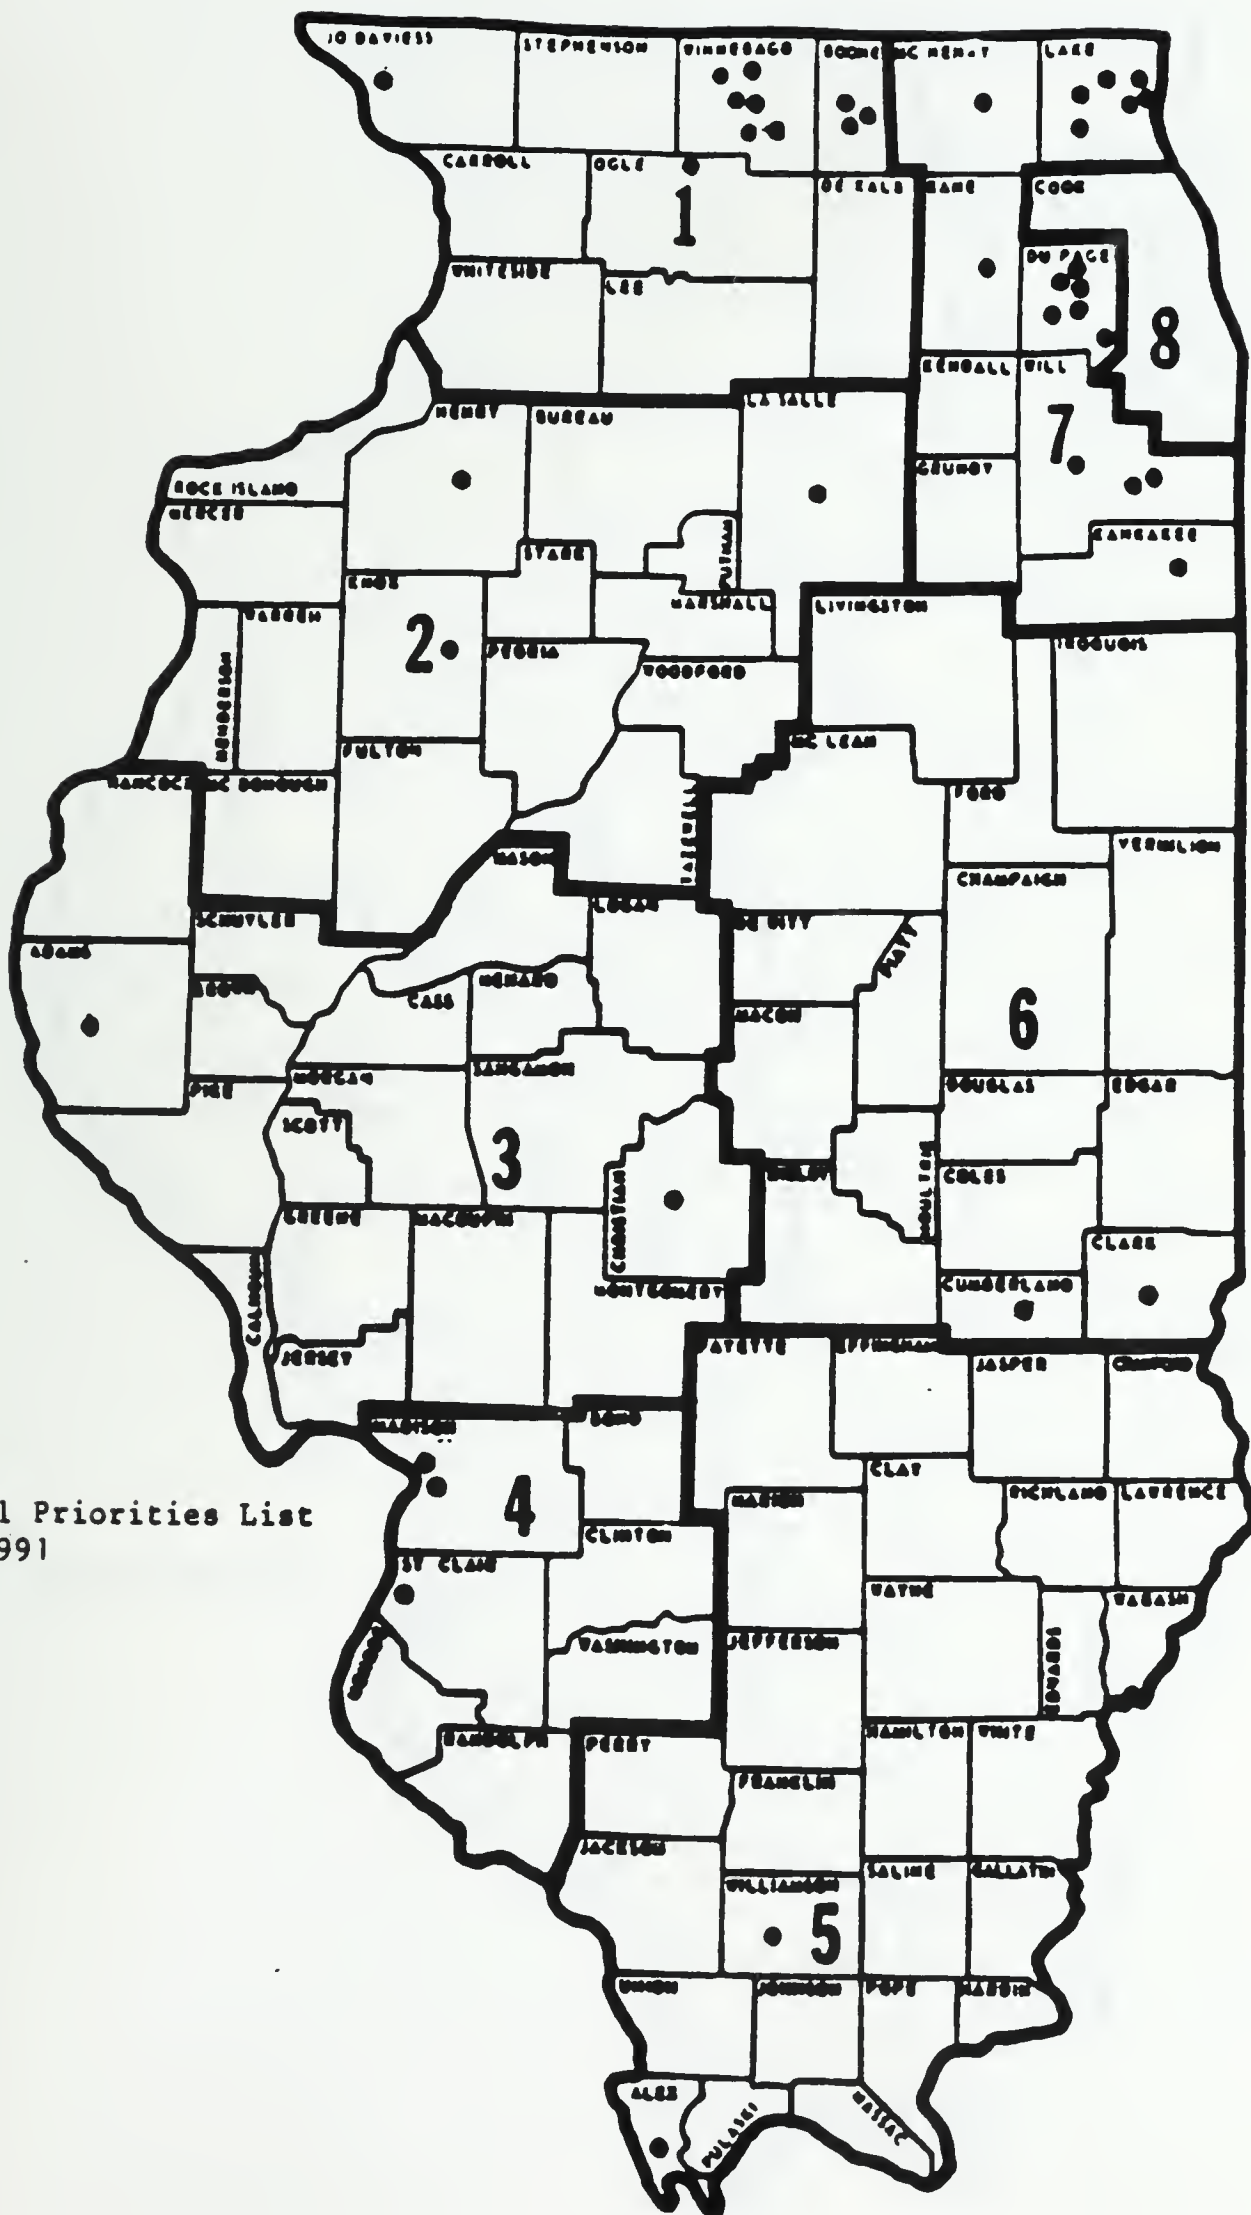 JO DAVIESS STEPHENSON WINNEBAGO BOONE MC HENRY LAKE
CARROLL OGLE DE KALB KANE COOK
1
DU PAGE
WHITESIDE LEE
8
KENDALL WILL
HENRY BUREAU LA SALLE
7
GRUNDY
ROCK ISLAND
MERCER
KANKAKEE
STARK PUTNAM
KNOX
MARSHALL LIVINGSTON
WARREN
2 PEORIA IROQUOIS
HENDERSON WOODFORD
FULTON MC LEAN
HANCOCK MC DONOUGH FORD
TAZEWELL
MASON VERMILION
CHAMPAIGN
LOGAN
SCHUYLER DE WITT
ADAMS PIATT
BROWN CASS MENARD
MACON 6
SANGAMON
PIKE MORGAN DOUGLAS EDGAR
SCOTT
3
CHRISTIAN SHELBY MOULTRIE COLES
GREENE MACOUPIN
CLARK
CALHOUN MONTGOMERY CUMBERLAND
JERSEY FAYETTE EFFINGHAM JASPER CRAWFORD
MADISON BOND
CLAY
4 MARION RICHLAND LAWRENCE
l Priorities List
991
CLINTON
ST CLAIR
WAYNE WABASH
MONROE WASHINGTON JEFFERSON EDWARDS
RANDOLPH PERRY HAMILTON WHITE
FRANKLIN
JACKSON
WILLIAMSON SALINE GALLATIN
5
UNION JOHNSON POPE HARDIN
ALEX PULASKI MASSAC